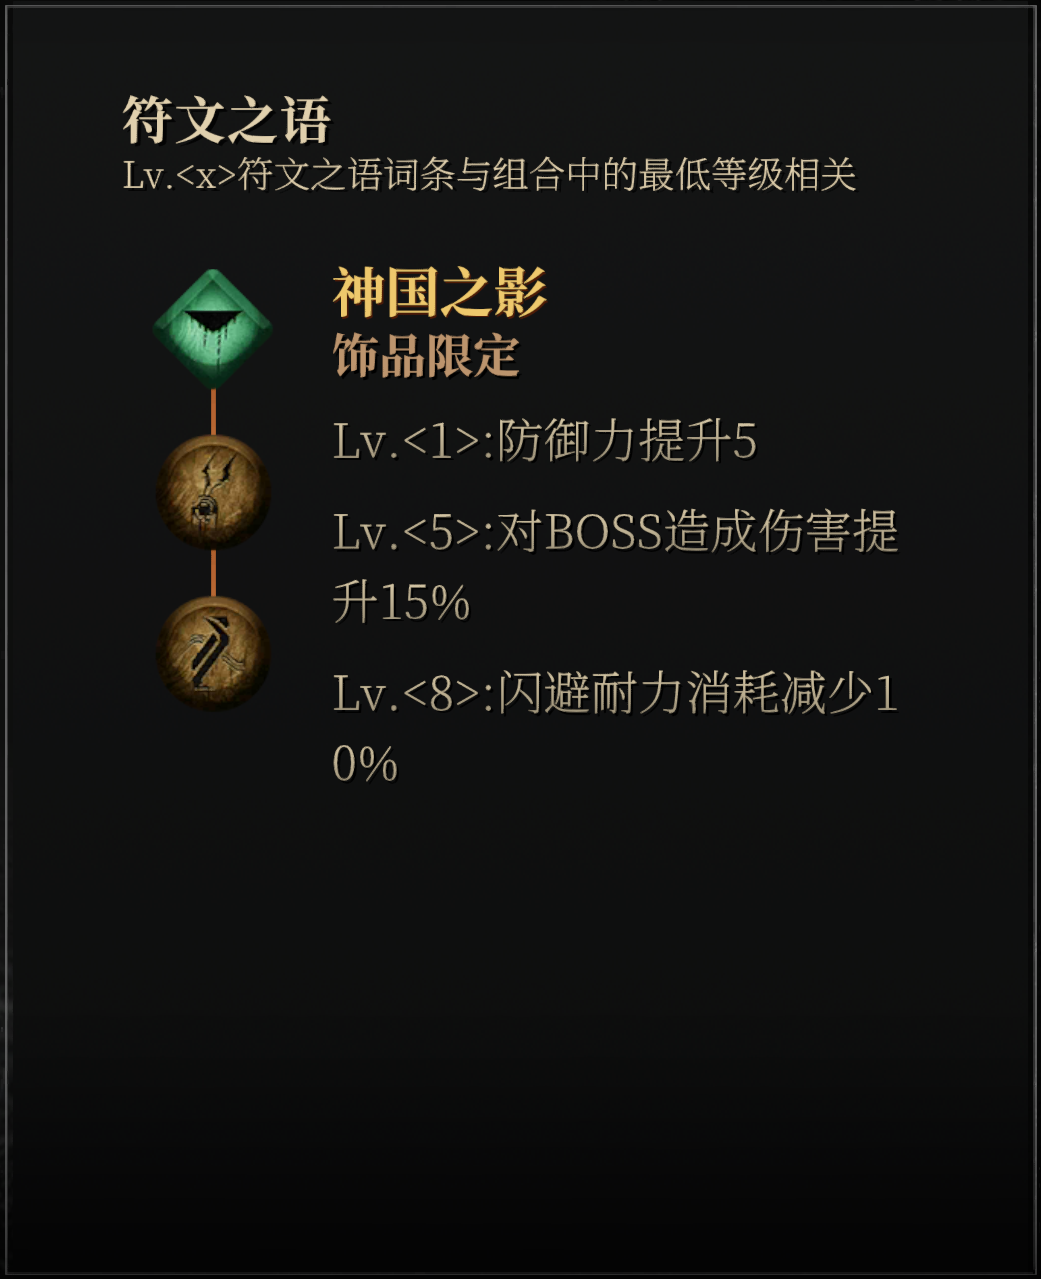 符文之语
Lv.<x>符文之语词条与组合中的最低等级相关
神国之影
饰品限定
Lv.<1>:防御力提升5
Lv.<5>:对BOSS造成伤害提
升15%
Lv.<8>:闪避耐力消耗减少1
0%